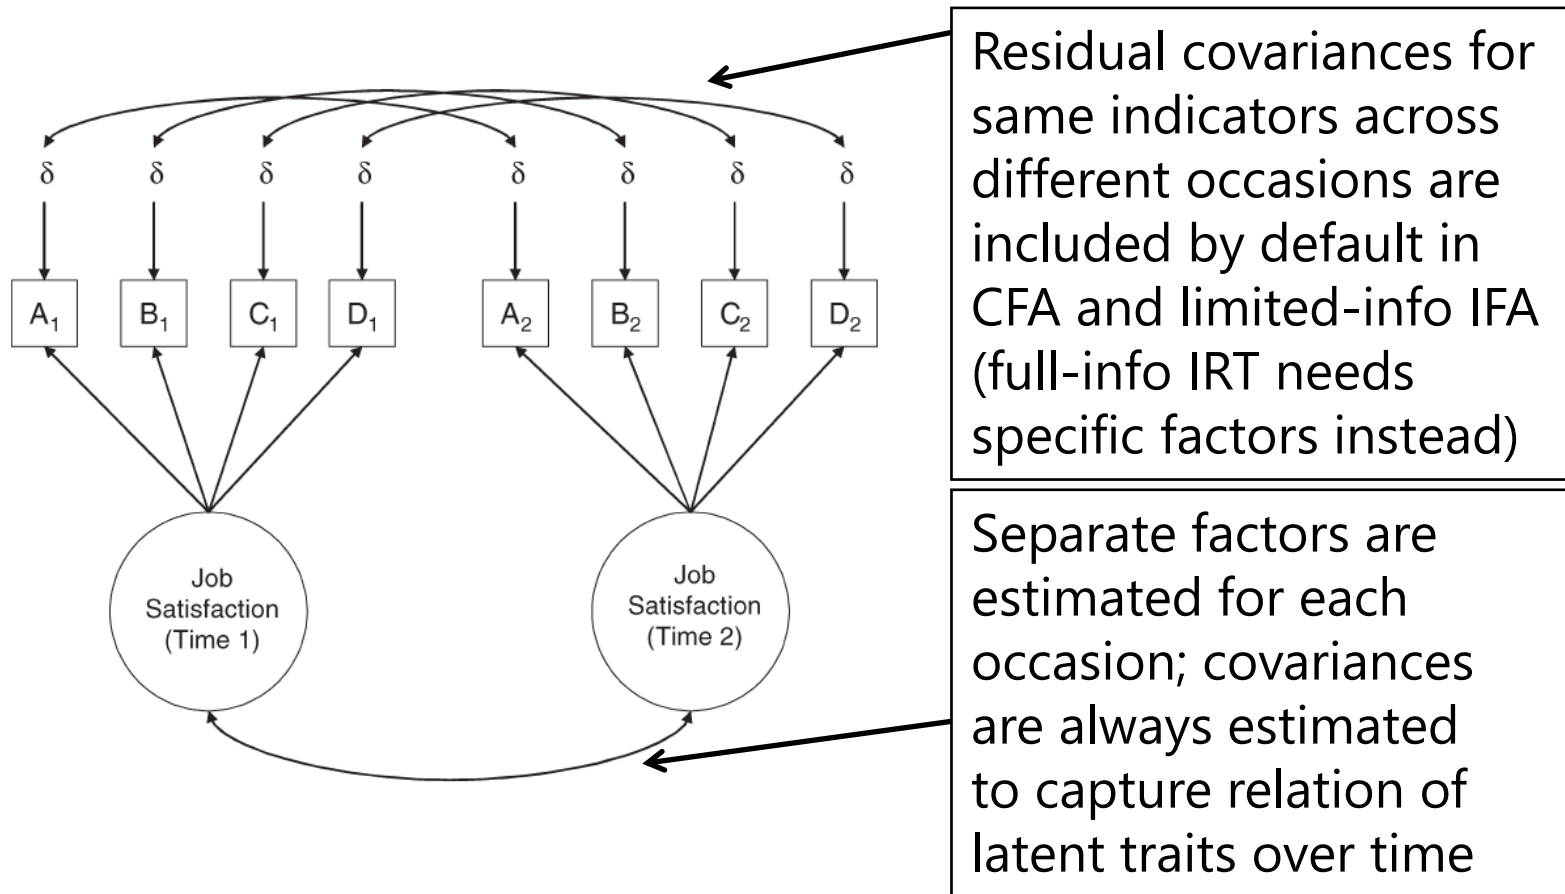 Residual covariances for
same indicators across
different occasions are
included by default in
CFA and limited-info IFA
(full-info IRT needs
specific factors instead)
δ δ δ δ δ δ δ δ
A₁ B₁ C₁ D₁ A₂ B₂ C₂ D₂
Job
Satisfaction
(Time 1)
Job
Satisfaction
(Time 2)
Separate factors are
estimated for each
occasion; covariances
are always estimated
to capture relation of
latent traits over time